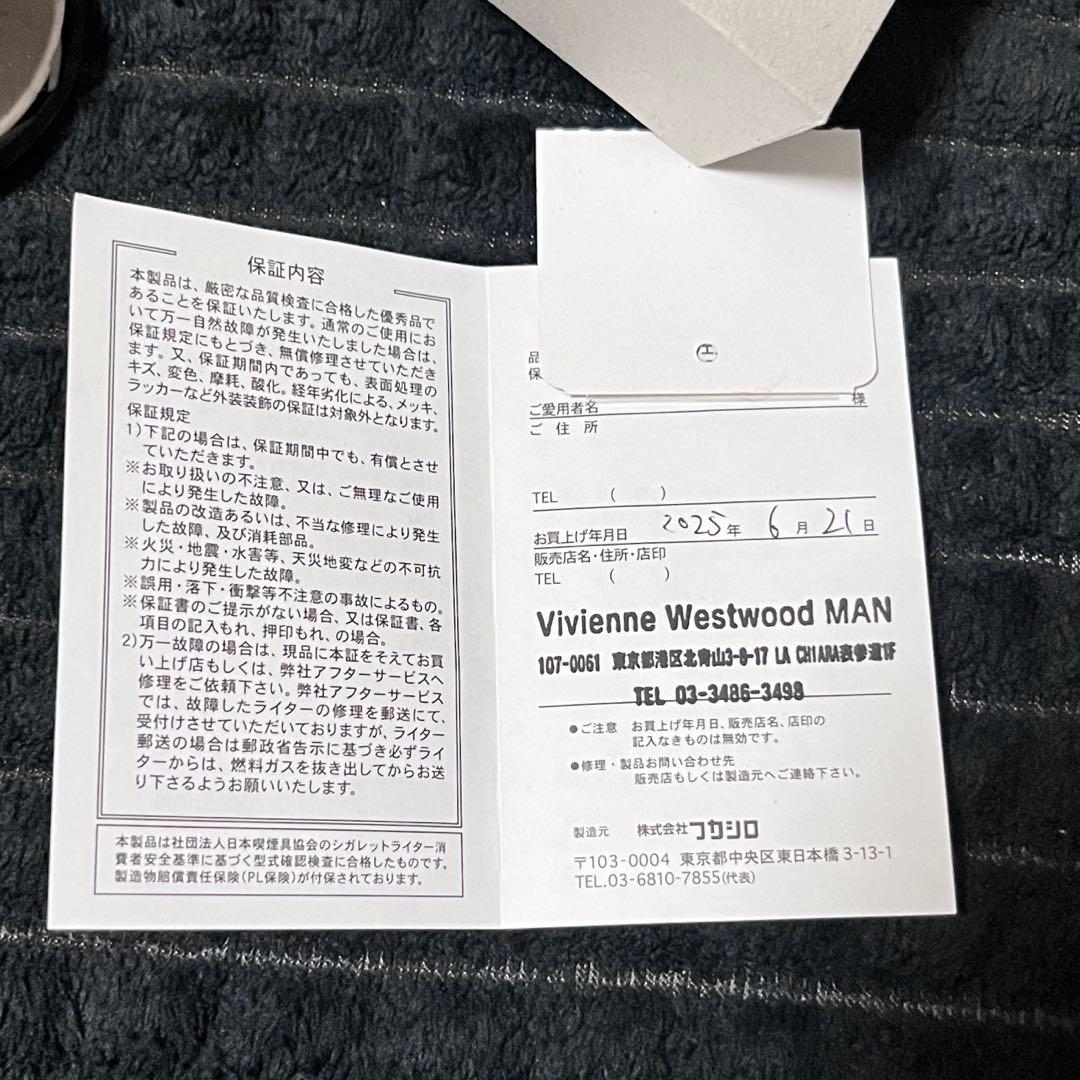 保証内容
本製品は、厳密な品質検査に合格した優秀品で
あることを保証いたします。通常のご使用にお
いて万一自然故障が発生いたしました場合は、
保証規定にもとづき、無償修理させていただき
ます。又、保証期間内であっても、表面処理の
キズ、変色、摩耗、酸化。経年劣化による、メッキ、
ラッカーなど外装装飾の保証は対象外となります。
保証規定
1)下記の場合は、保証期間中でも、有償とさせ
ていただきます。
※お取り扱いの不注意、又は、ご無理なご使用
により発生した故障。
※製品の改造あるいは、不当な修理により発生
した故障、及び消耗部品。
※火災・地震・水害等、天災地変などの不可抗
力により発生した故障。
※誤用・落下・衝撃等不注意の事故によるもの。
※保証書のご提示がない場合、又は保証書、各
項目の記入もれ、押印もれ、の場合。
2)万一故障の場合は、現品に本証をそえてお買
い上げ店もしくは、弊社アフターサービスへ
修理をご依頼下さい。弊社アフターサービス
では、故障したライターの修理を郵送にて、
受付けさせていただいておりますが、ライター
郵送の場合は郵政省告示に基づき必ずライ
ターからは、燃料ガスを抜き出してからお送
り下さるようお願いいたします。
本製品は社団法人日本喫煙具協会のシガレットライター消
費者安全基準に基づく型式確認検査に合格したものです。
製造物賠償責任保険(PL保険)が付保されております。
品
保
ご愛用者名 様
ご住所
TEL ( )
お買上げ年月日 2025年 6月 21日
販売店名・住所・店印
TEL ( )
Vivienne Westwood MAN
107-0061 東京都港区北青山3-8-17 LA CHIARA表参道1F
TEL 03-3486-3498
●ご注意 お買上げ年月日、販売店名、店印の
記入なきものは無効です。
●修理・製品お問い合わせ先
販売店もしくは製造元へご連絡下さい。
製造元 株式会社フカシロ
〒103-0004 東京都中央区東日本橋3-13-1
TEL.03-6810-7855(代表)